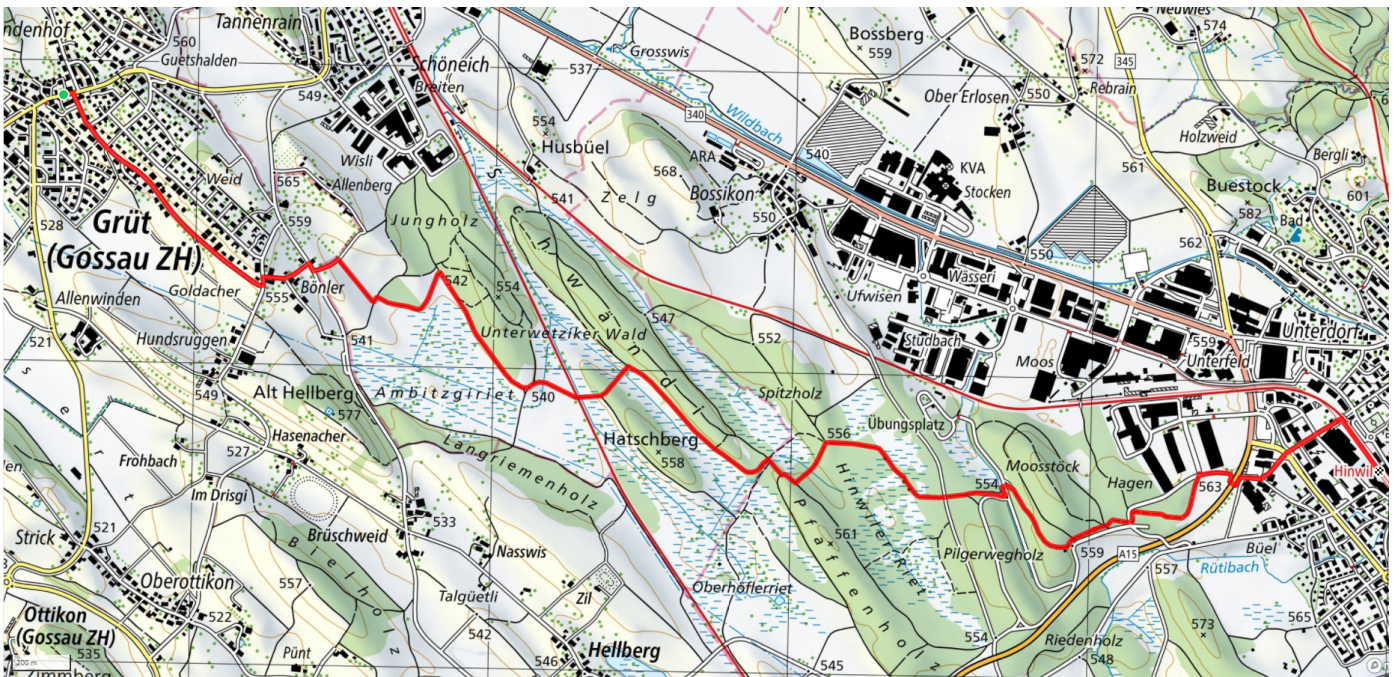 ndenhof
Tannenrain
560
Guetshalden
549
Schöneich
Breiten
537
Grosswis
Bossberg
559
574
572
Rebrain
345
Ober Erlosen
550
Holzweid
561
Bergli
601
Buestock
582
Bad
562
Wildbach
340
554
Husbüel
ARA
540
568
Bossikon
550
Zelg
541
KVA
Stocken
Wisli
Allenberg
Weid
565
559
528
Grüt
(Gossau ZH)
Jungholz
Schwändi
Goldacher
555
Bönler
542
554
547
Unterwetziker Wald
Allenwinden
Hundsruggen
521
541
549
Alt Hellberg
577
Ambitzgiriet
540
Hasenacher
527
Frohbach
Im Drisgi
Langriemenholz
Hatschberg
558
552
Spitzholz
556
Ufwisen
Wässeri
550
Studbach
Moos
559
Unterfeld
Unterdorf
Übungsplatz
Moosstöck
554
Hagen
563
Hinwil
Hinwiler Riet
561
Pfaffenholz
Pilgerwegholz
559
A15
Büel
Rütibach
557
565
573
Riedenholz
548
554
545
Oberhöflerriet
Strick
521
Brüschweid
533
Nasswis
Bielholz
557
Oberottikon
522
Ottikon
(Gossau ZH)
535
Talgüetli
542
Zil
Pünt
546
Hellberg
200 m